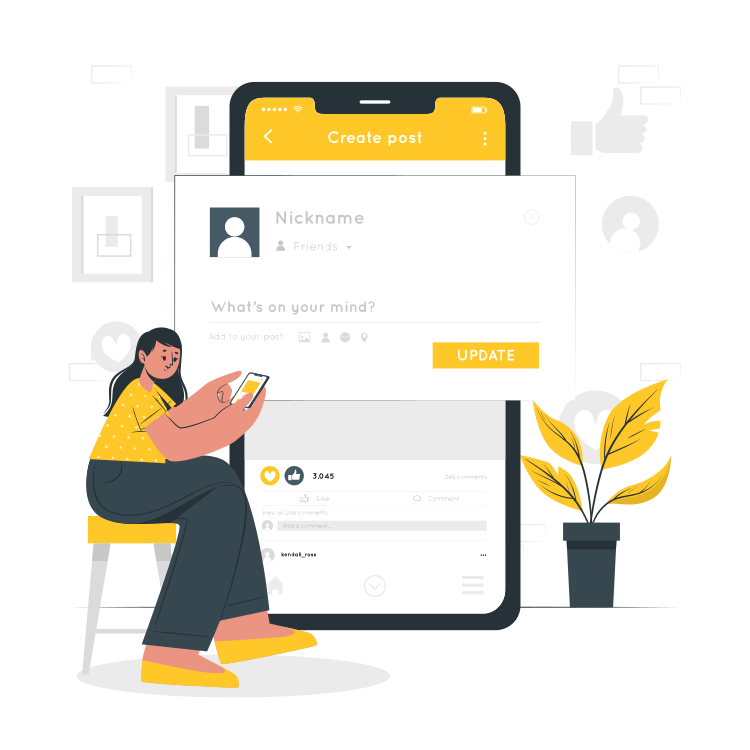 Create post
Nickname
X
Friends
What's on your mind?
Add to your post
UPDATE
3.045
246 comments
Like
Comment
View all 246 comments
Add a comment...
kendall_ross